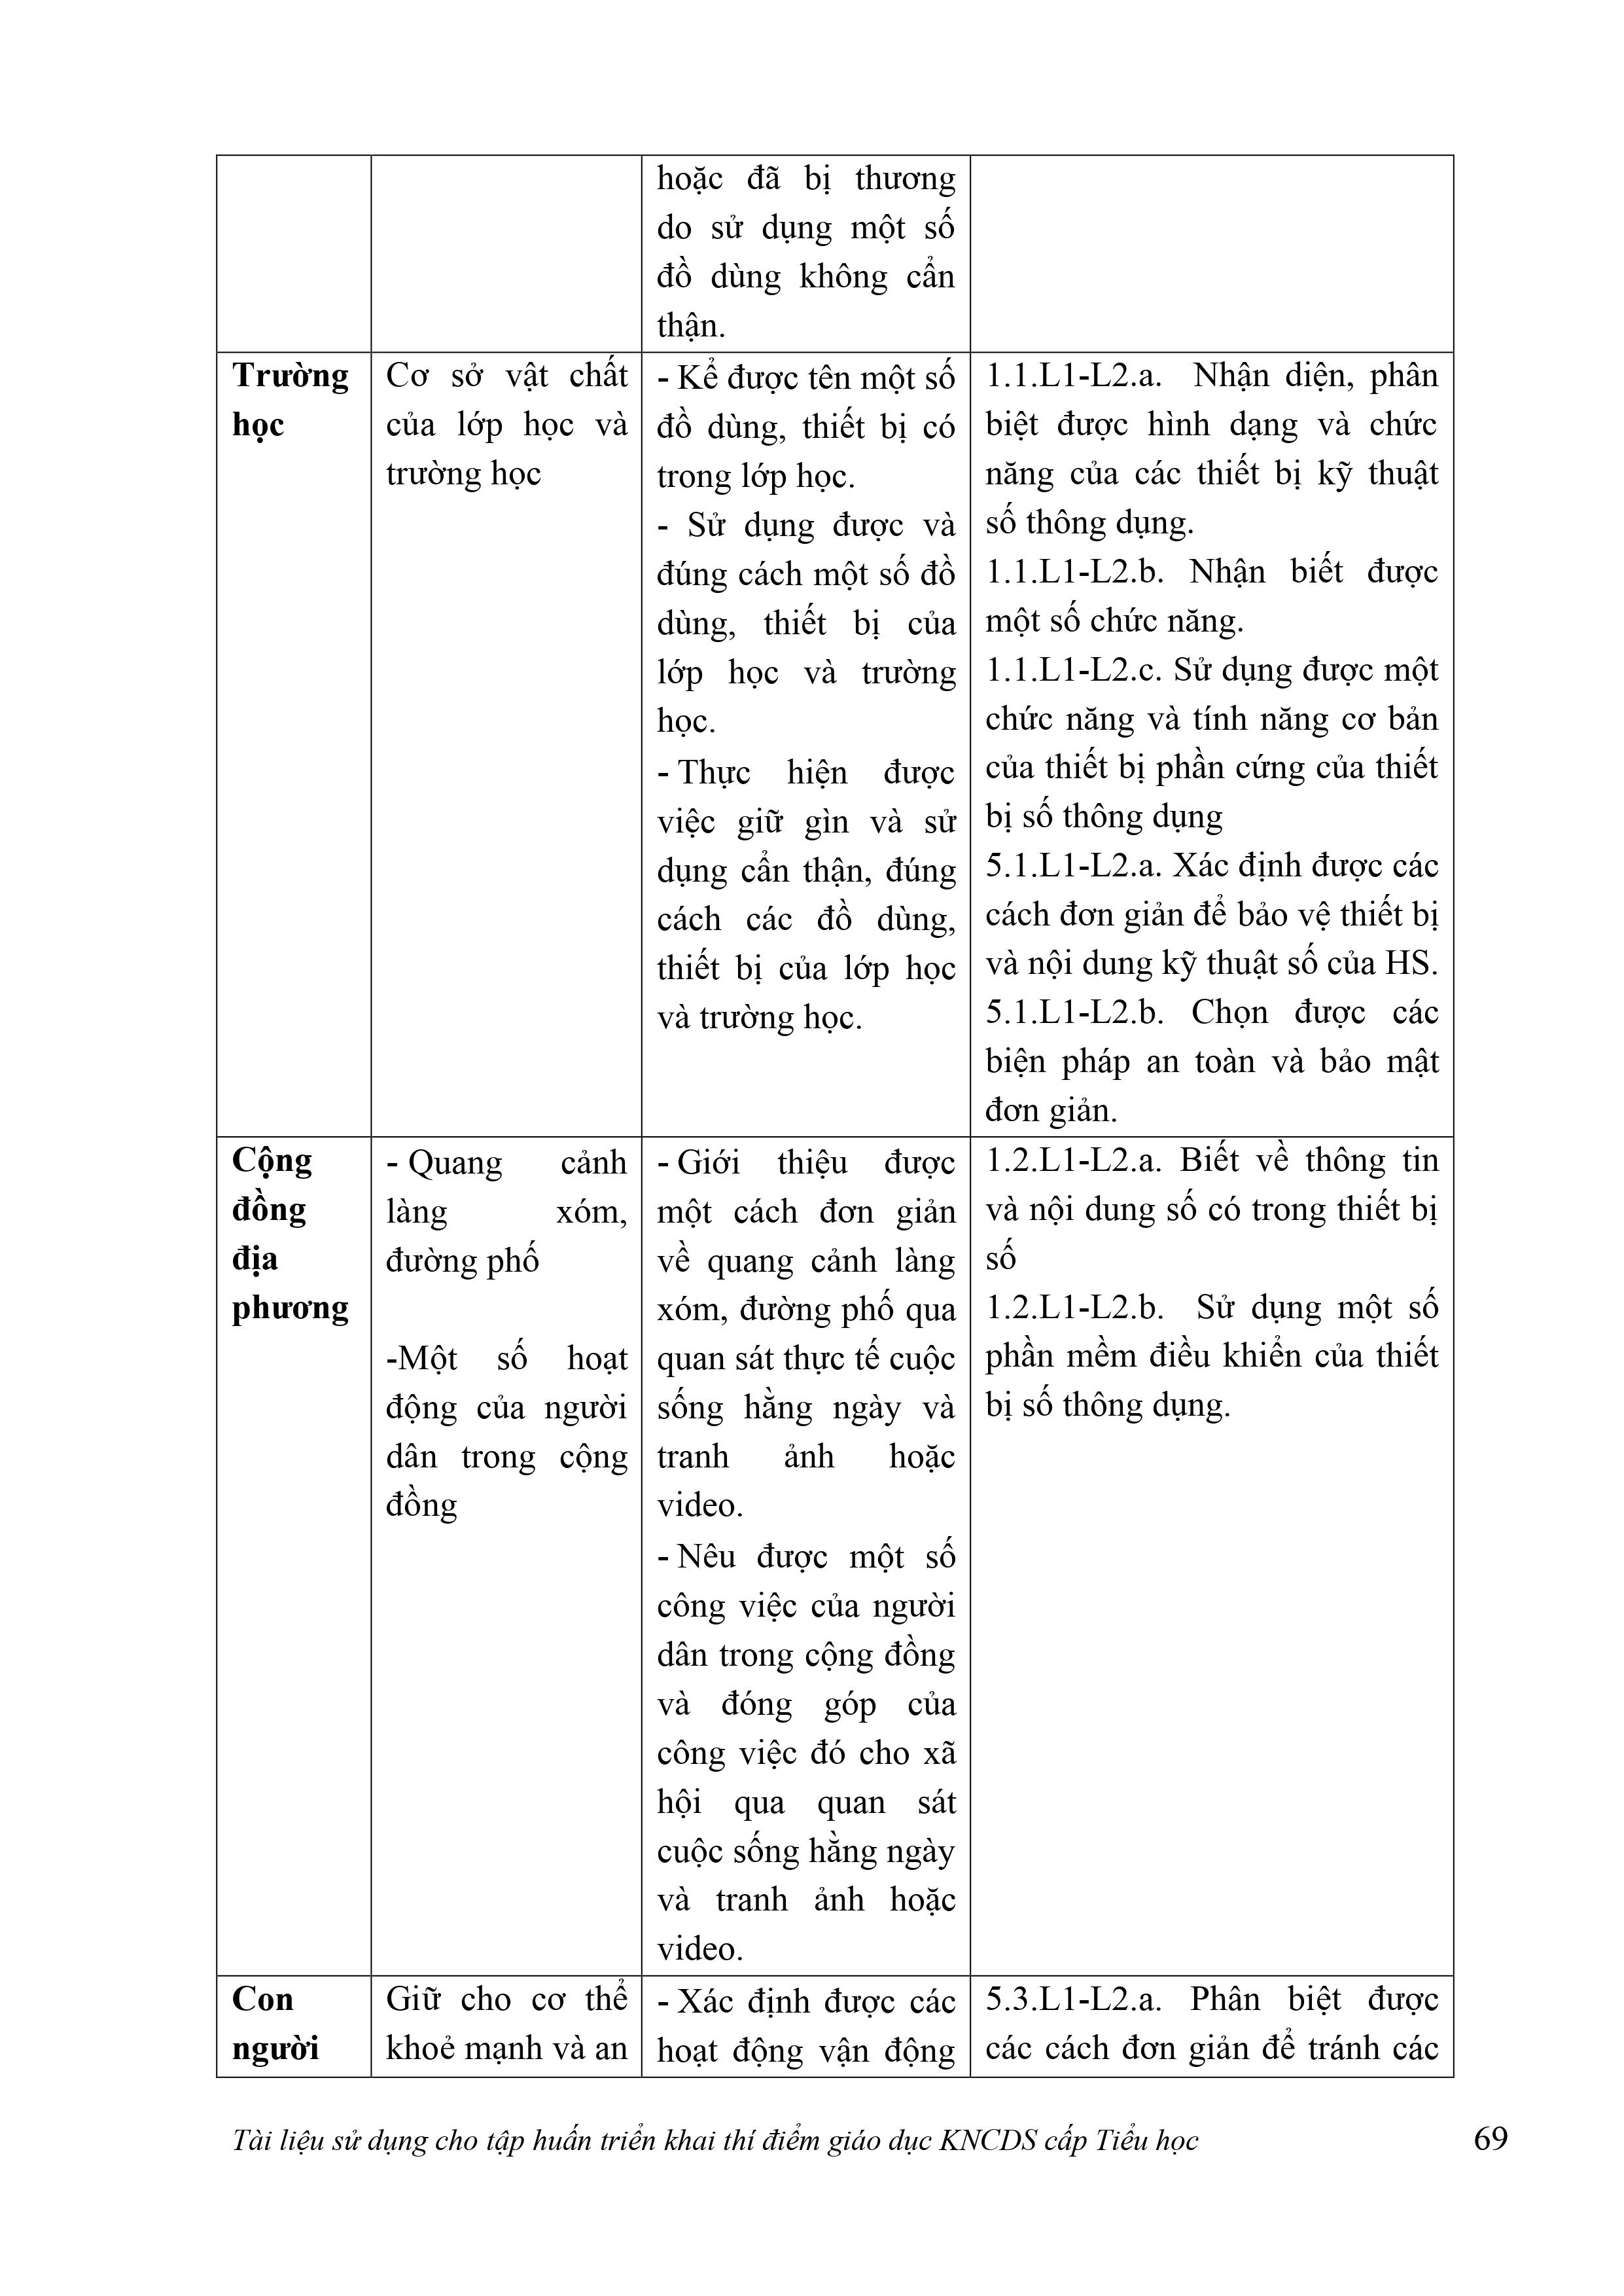 hoặc đã bị thương
do sử dụng một số
đồ dùng không cẩn
thận.
Trường
học
Cơ sở vật chất
của lớp học và
trường học
- Kể được tên một số
đồ dùng, thiết bị có
trong lớp học.
- Sử dụng được và
đúng cách một số đồ
dùng, thiết bị của
lớp học và trường
học.
- Thực hiện được
việc giữ gìn và sử
dụng cẩn thận, đúng
cách các đồ dùng,
thiết bị của lớp học
và trường học.
1.1.L1-L2.a. Nhận diện, phân
biệt được hình dạng và chức
năng của các thiết bị kỹ thuật
số thông dụng.
1.1.L1-L2.b. Nhận biết được
một số chức năng.
1.1.L1-L2.c. Sử dụng được một
chức năng và tính năng cơ bản
của thiết bị phần cứng của thiết
bị số thông dụng
5.1.L1-L2.a. Xác định được các
cách đơn giản để bảo vệ thiết bị
và nội dung kỹ thuật số của HS.
5.1.L1-L2.b. Chọn được các
biện pháp an toàn và bảo mật
đơn giản.
Cộng
đồng
địa
phương
- Quang cảnh
làng xóm,
đường phố
-Một số hoạt
động của người
dân trong cộng
đồng
- Giới thiệu được
một cách đơn giản
về quang cảnh làng
xóm, đường phố qua
quan sát thực tế cuộc
sống hằng ngày và
tranh ảnh hoặc
video.
- Nêu được một số
công việc của người
dân trong cộng đồng
và đóng góp của
công việc đó cho xã
hội qua quan sát
cuộc sống hằng ngày
và tranh ảnh hoặc
video.
1.2.L1-L2.a. Biết về thông tin
và nội dung số có trong thiết bị
số
1.2.L1-L2.b. Sử dụng một số
phần mềm điều khiển của thiết
bị số thông dụng.
Con
người
Giữ cho cơ thể
khoẻ mạnh và an
- Xác định được các
hoạt động vận động
5.3.L1-L2.a. Phân biệt được
các cách đơn giản để tránh các
Tài liệu sử dụng cho tập huấn triển khai thí điểm giáo dục KNCDS cấp Tiểu học
69